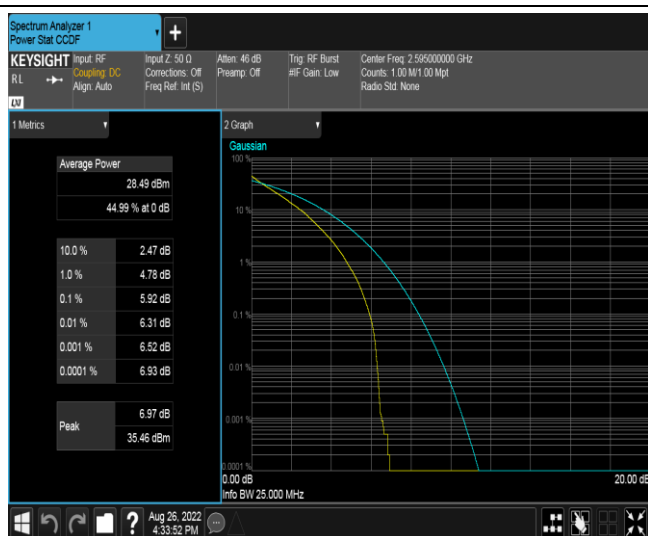 Spectrum Analyzer 1
Power Stat CCDF
+
KEYSIGHT
RL
LXI
Input: RF
Coupling: DC
Align: Auto
Input Z: 50 Ω
Corrections: Off
Freq Ref: Int (S)
Atten: 46 dB
Preamp: Off
Trig: RF Burst
#IF Gain: Low
Center Freq: 2.595000000 GHz
Counts: 1.00 M/1.00 Mpt
Radio Std: None
1 Metrics
Average Power
28.49 dBm
44.99 % at 0 dB
10.0 % 2.47 dB
1.0 % 4.78 dB
0.1 % 5.92 dB
0.01 % 6.31 dB
0.001 % 6.52 dB
0.0001 % 6.93 dB
Peak
6.97 dB
35.46 dBm
2 Graph
Gaussian
100 %
10 %
1 %
0.1 %
0.01 %
0.001 %
0.0001 %
0.00 dB
20.00 dB
Info BW 25.000 MHz
?
Aug 26, 2022
4:33:52 PM